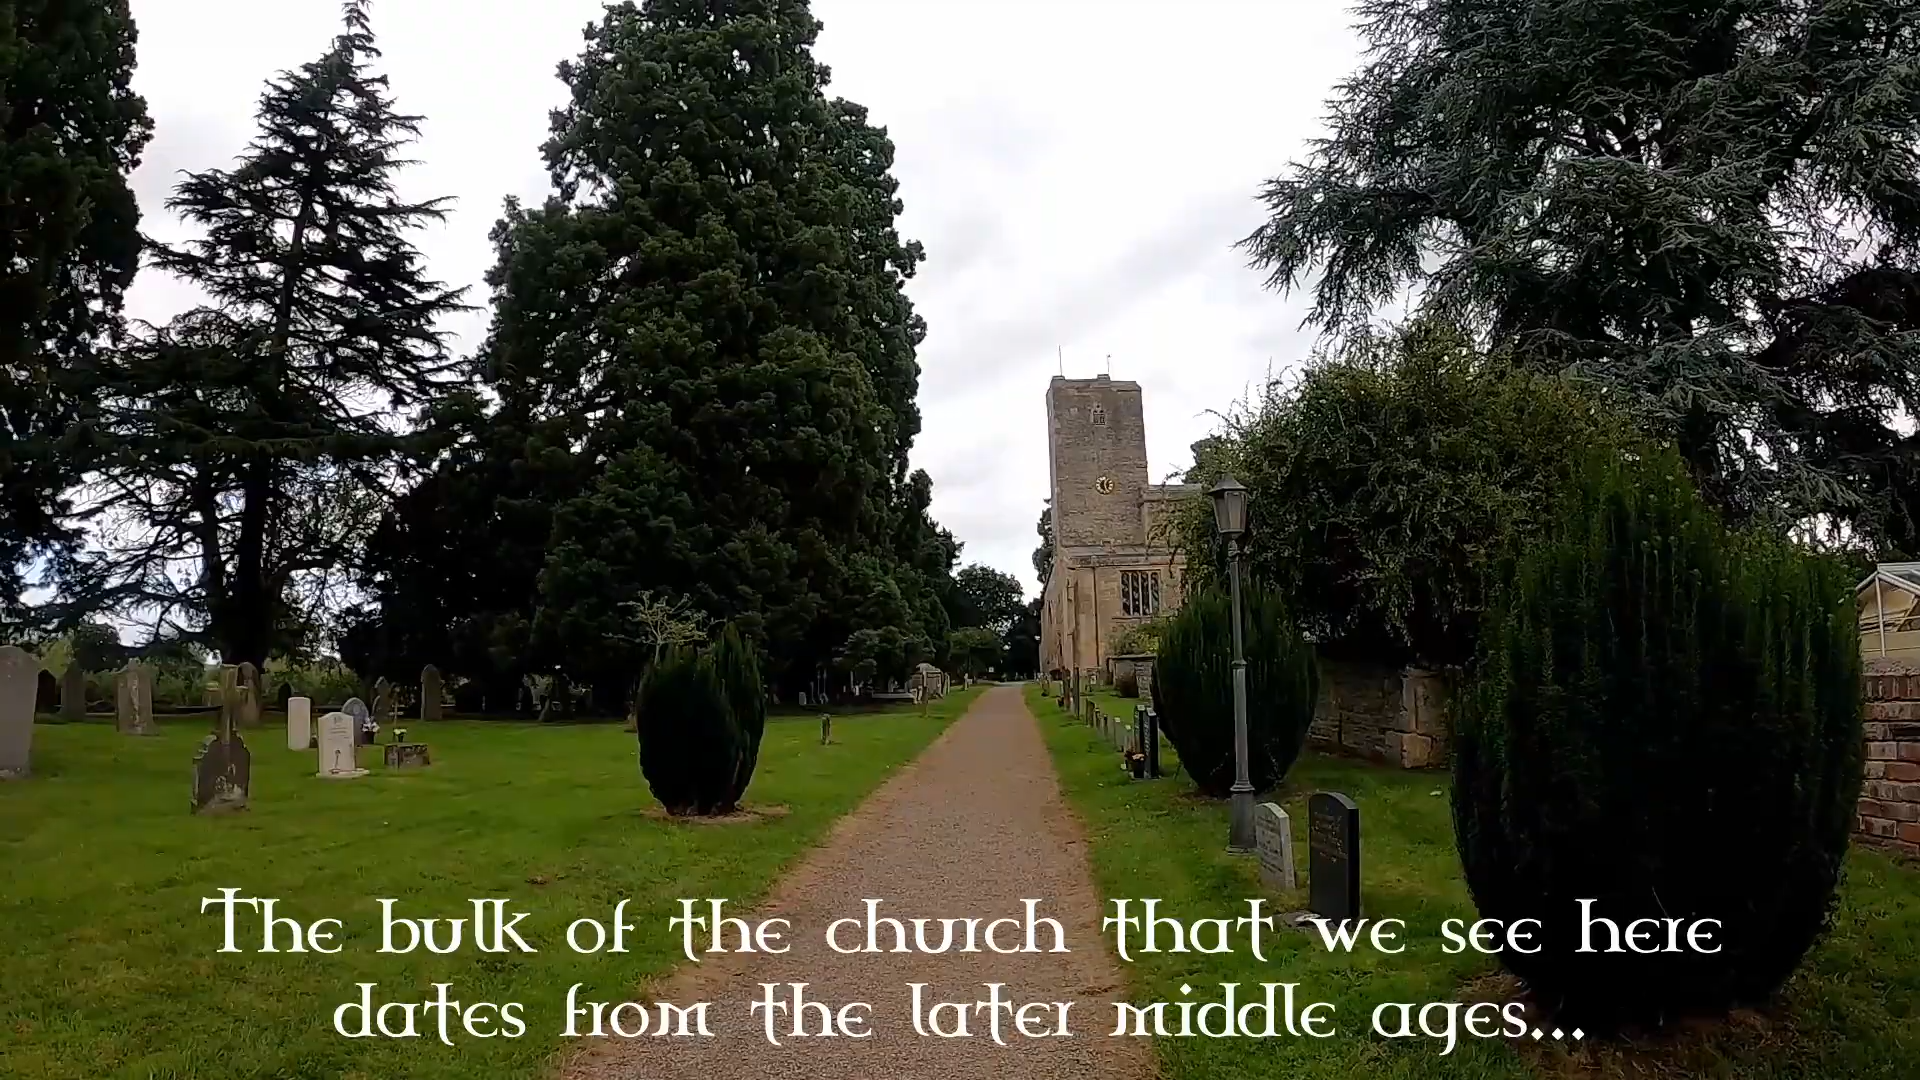 The bulk of the church that we see here
dates from the later middle ages...